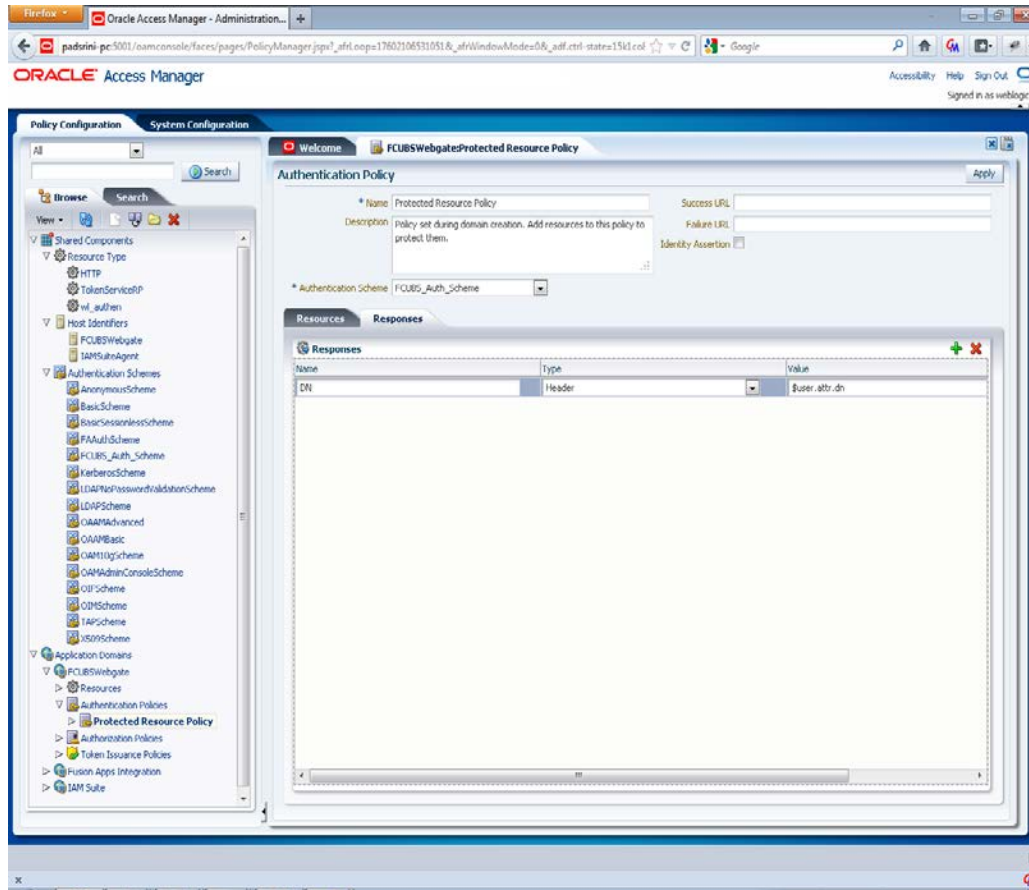 Firefox
Oracle Access Manager - Administration...
padsrini-pc:5001/oamconsole/faces/pages/PolicyManager.jspx?_afrLoop=17602106531051&_afrWindowMode=0&_adf.ctrl-state=15k1col
Google
ORACLE Access Manager
Accessibility Help Sign Out
Signed in as weblogic
Policy Configuration System Configuration
All
Search
Browse Search
View
Shared Components
Resource Type
HTTP
TokenServiceRP
wl_authen
Host Identifiers
FCUBSWebgate
IAMSuiteAgent
Authentication Schemes
AnonymousScheme
BasicScheme
BasicSessionlessScheme
FAAuthScheme
FCUBS_Auth_Scheme
KerberosScheme
LDAPNoPasswordValidationScheme
LDAPScheme
OAAMAdvanced
OAAMBasic
OAM10gScheme
OAMAdminConsoleScheme
OIFScheme
OIMScheme
TAPScheme
X509Scheme
Application Domains
FCUBSWebgate
Resources
Authentication Policies
Protected Resource Policy
Authorization Policies
Token Issuance Policies
Fusion Apps Integration
IAM Suite
Welcome FCUBSWebgate:Protected Resource Policy
Authentication Policy
Apply
* Name Protected Resource Policy
Description Policy set during domain creation. Add resources to this policy to
protect them.
* Authentication Scheme FCUBS_Auth_Scheme
Success URL
Failure URL
Identity Assertion
Resources Responses
Responses
Name Type Value
DN Header $user.attr.dn